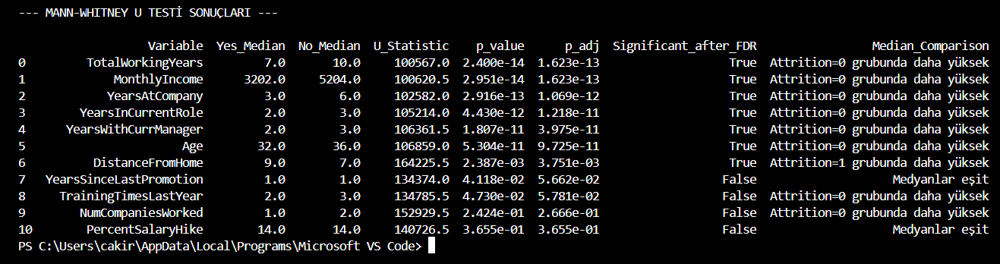 --- MANN-WHITNEY U TESTİ SONUÇLARI ---
Variable Yes_Median No_Median U_Statistic p_value p_adj Significant_after_FDR Median_Comparison
0 TotalWorkingYears 7.0 10.0 100567.0 2.400e-14 1.623e-13 True Attrition=0 grubunda daha yüksek
1 MonthlyIncome 3202.0 5204.0 100620.5 2.951e-14 1.623e-13 True Attrition=0 grubunda daha yüksek
2 YearsAtCompany 3.0 6.0 102582.0 2.916e-13 1.069e-12 True Attrition=0 grubunda daha yüksek
3 YearsInCurrentRole 2.0 3.0 105214.0 4.430e-12 1.218e-11 True Attrition=0 grubunda daha yüksek
4 YearsWithCurrManager 2.0 3.0 106361.5 1.807e-11 3.975e-11 True Attrition=0 grubunda daha yüksek
5 Age 32.0 36.0 106859.0 5.304e-11 9.725e-11 True Attrition=0 grubunda daha yüksek
6 DistanceFromHome 9.0 7.0 164225.5 2.387e-03 3.751e-03 True Attrition=1 grubunda daha yüksek
7 YearsSinceLastPromotion 1.0 1.0 134374.0 4.118e-02 5.662e-02 False Medyanlar eşit
8 TrainingTimesLastYear 2.0 3.0 134785.5 4.730e-02 5.781e-02 False Attrition=0 grubunda daha yüksek
9 NumCompaniesWorked 1.0 2.0 152929.5 2.424e-01 2.666e-01 False Attrition=0 grubunda daha yüksek
10 PercentSalaryHike 14.0 14.0 140726.5 3.655e-01 3.655e-01 False Medyanlar eşit
PS C:\Users\cakir\AppData\Local\Programs\Microsoft VS Code>